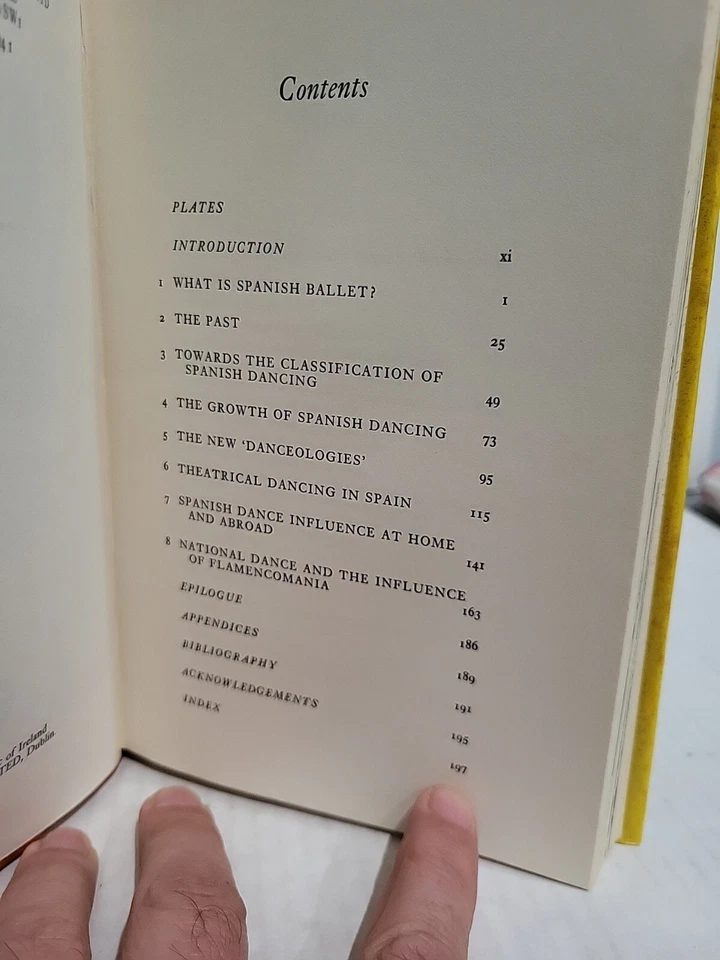 SW1
41
of Ireland
TED, Dublin
Contents
PLATES
INTRODUCTION xi
1 WHAT IS SPANISH BALLET? 1
2 THE PAST 25
3 TOWARDS THE CLASSIFICATION OF
SPANISH DANCING 49
4 THE GROWTH OF SPANISH DANCING 73
5 THE NEW ‘DANCEOLOGIES’ 95
6 THEATRICAL DANCING IN SPAIN 115
7 SPANISH DANCE INFLUENCE AT HOME
AND ABROAD 141
8 NATIONAL DANCE AND THE INFLUENCE
OF FLAMENCOMANIA 163
EPILOGUE 186
APPENDICES 189
BIBLIOGRAPHY 191
ACKNOWLEDGEMENTS 195
INDEX 197